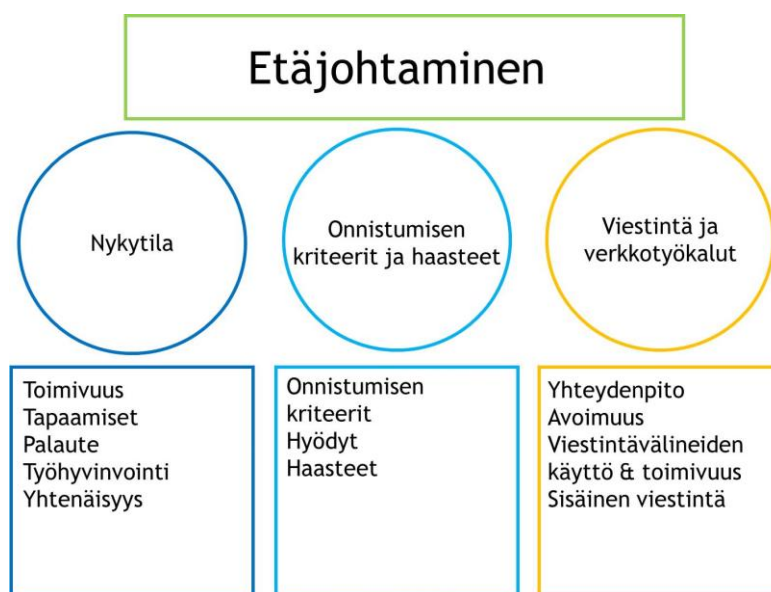 Etäjohtaminen
Nykytila
Onnistumisen
kriteerit ja haasteet
Viestintä ja
verkkotyökalut
Toimivuus
Tapaamiset
Palaute
Työhyvinvointi
Yhtenäisyys
Onnistumisen
kriteerit
Hyödyt
Haasteet
Yhteydenpito
Avoimuus
Viestintävälineiden
käyttö & toimivuus
Sisäinen viestintä